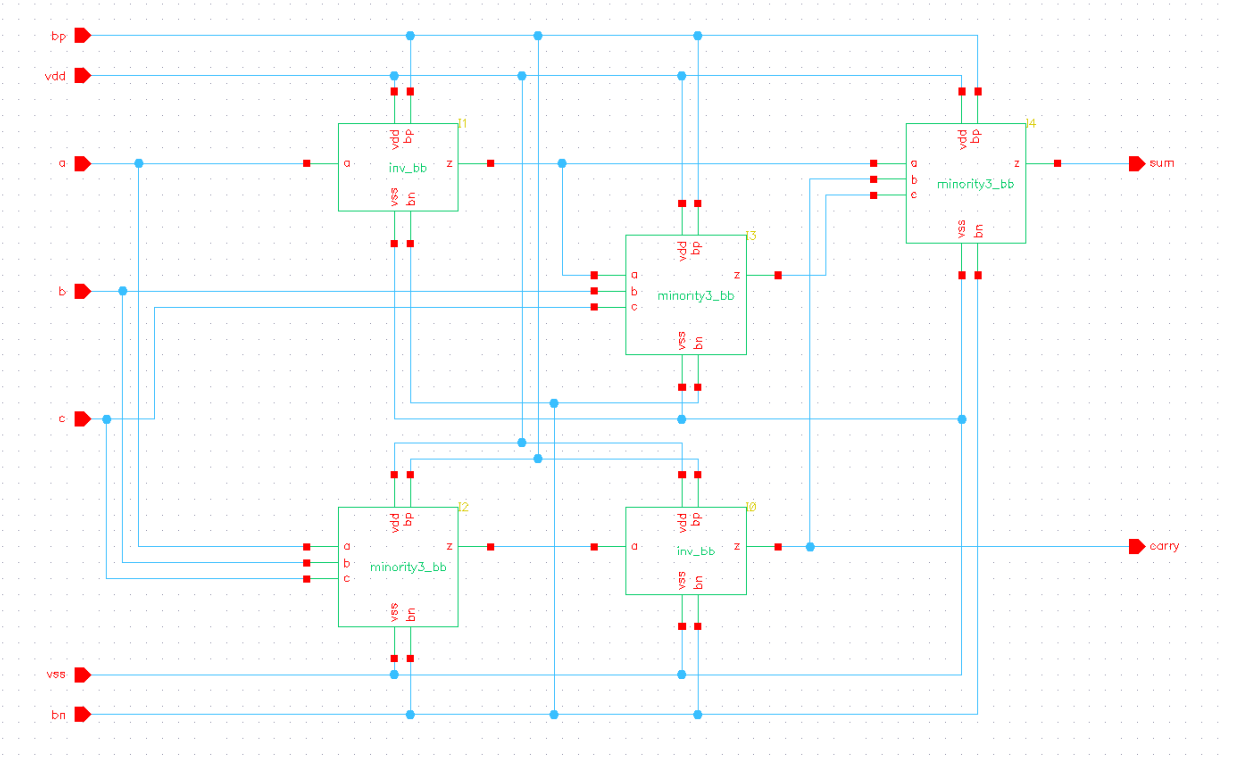 bp
vdd
a
b
c
vss
bn
I1
vdd
bp
a
z
inv_bb
vss
bn
I4
vdd
bp
a
b
c
z
minority3_bb
vss
bn
sum
I3
vdd
bp
a
b
c
z
minority3_bb
vss
bn
I2
vdd
bp
a
b
c
z
minority3_bb
vss
bn
I0
vdd
bp
a
z
inv_bb
vss
bn
carry